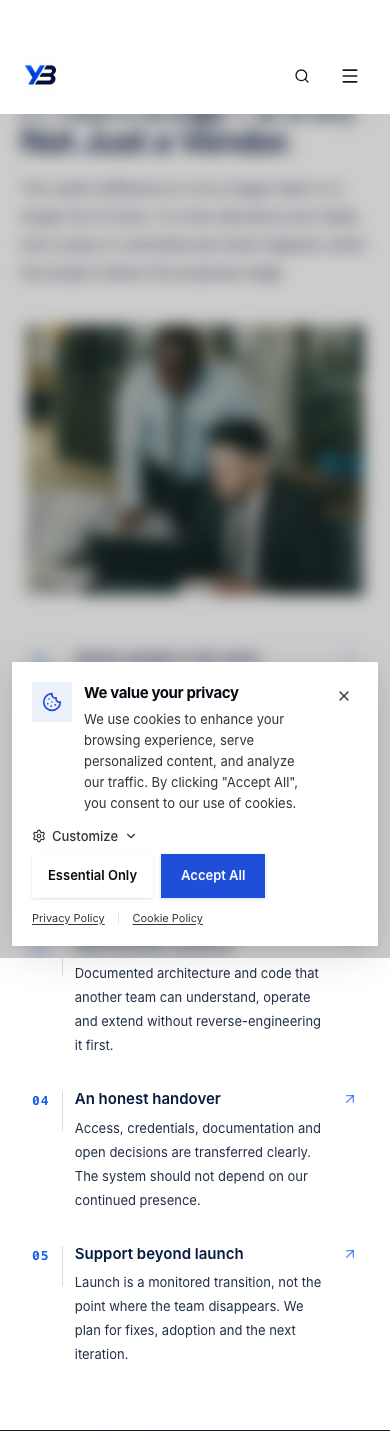 YB
Not Just a Vendor.
We value your privacy
We use cookies to enhance your
browsing experience, serve
personalized content, and analyze
our traffic. By clicking "Accept All",
you consent to our use of cookies.
Customize
Essential Only
Accept All
Privacy Policy
Cookie Policy
Documented architecture and code that
another team can understand, operate
and extend without reverse-engineering
it first.
04
An honest handover
Access, credentials, documentation and
open decisions are transferred clearly.
The system should not depend on our
continued presence.
05
Support beyond launch
Launch is a monitored transition, not the
point where the team disappears. We
plan for fixes, adoption and the next
iteration.